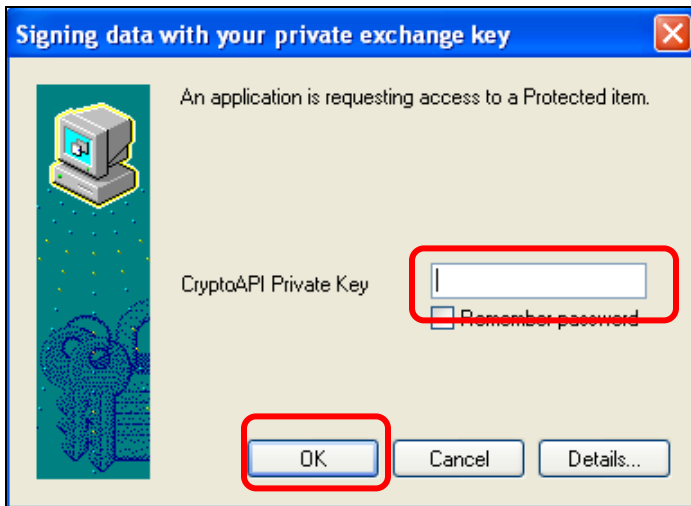 Signing data with your private exchange key
An application is requesting access to a Protected item.
CryptoAPI Private Key
Remember password
OK
Cancel
Details...